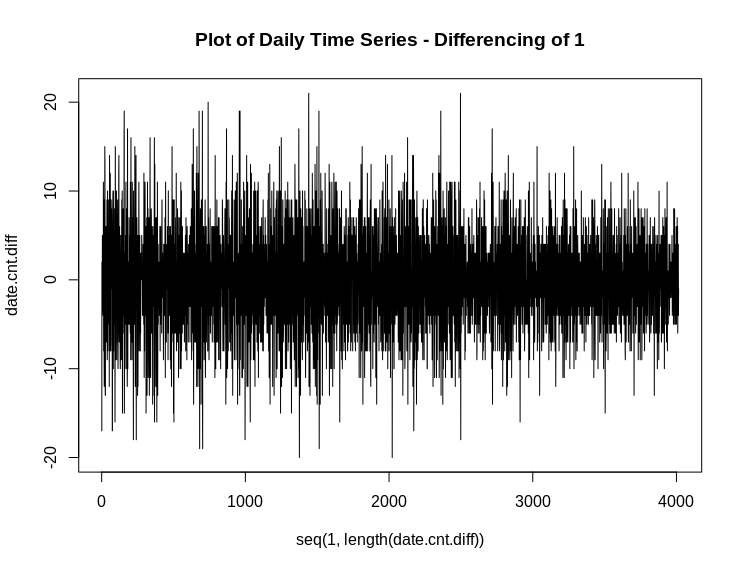 Plot of Daily Time Series - Differencing of 1
date.cnt.diff
20
10
0
-10
-20
0 1000 2000 3000 4000
seq(1, length(date.cnt.diff))